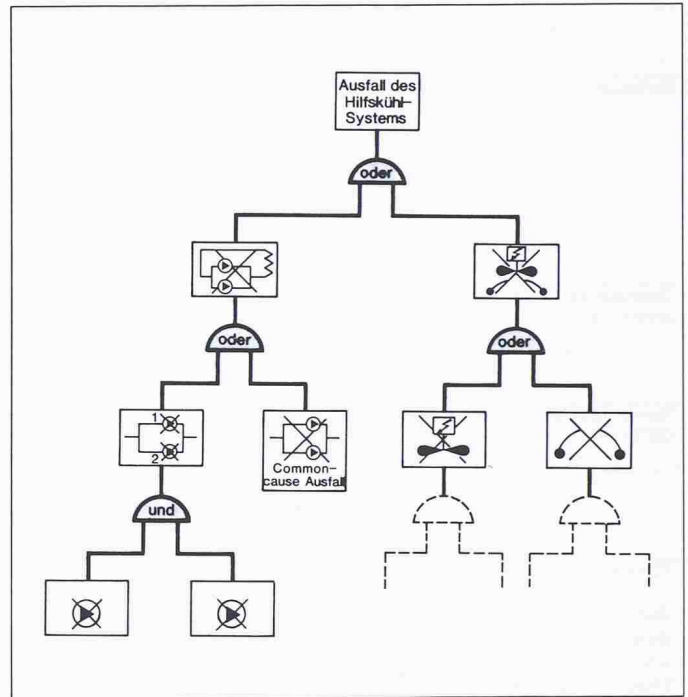 Ausfall des
Hilfskühl-
Systems
oder
oder
oder
1
2
Common-
cause Ausfall
und